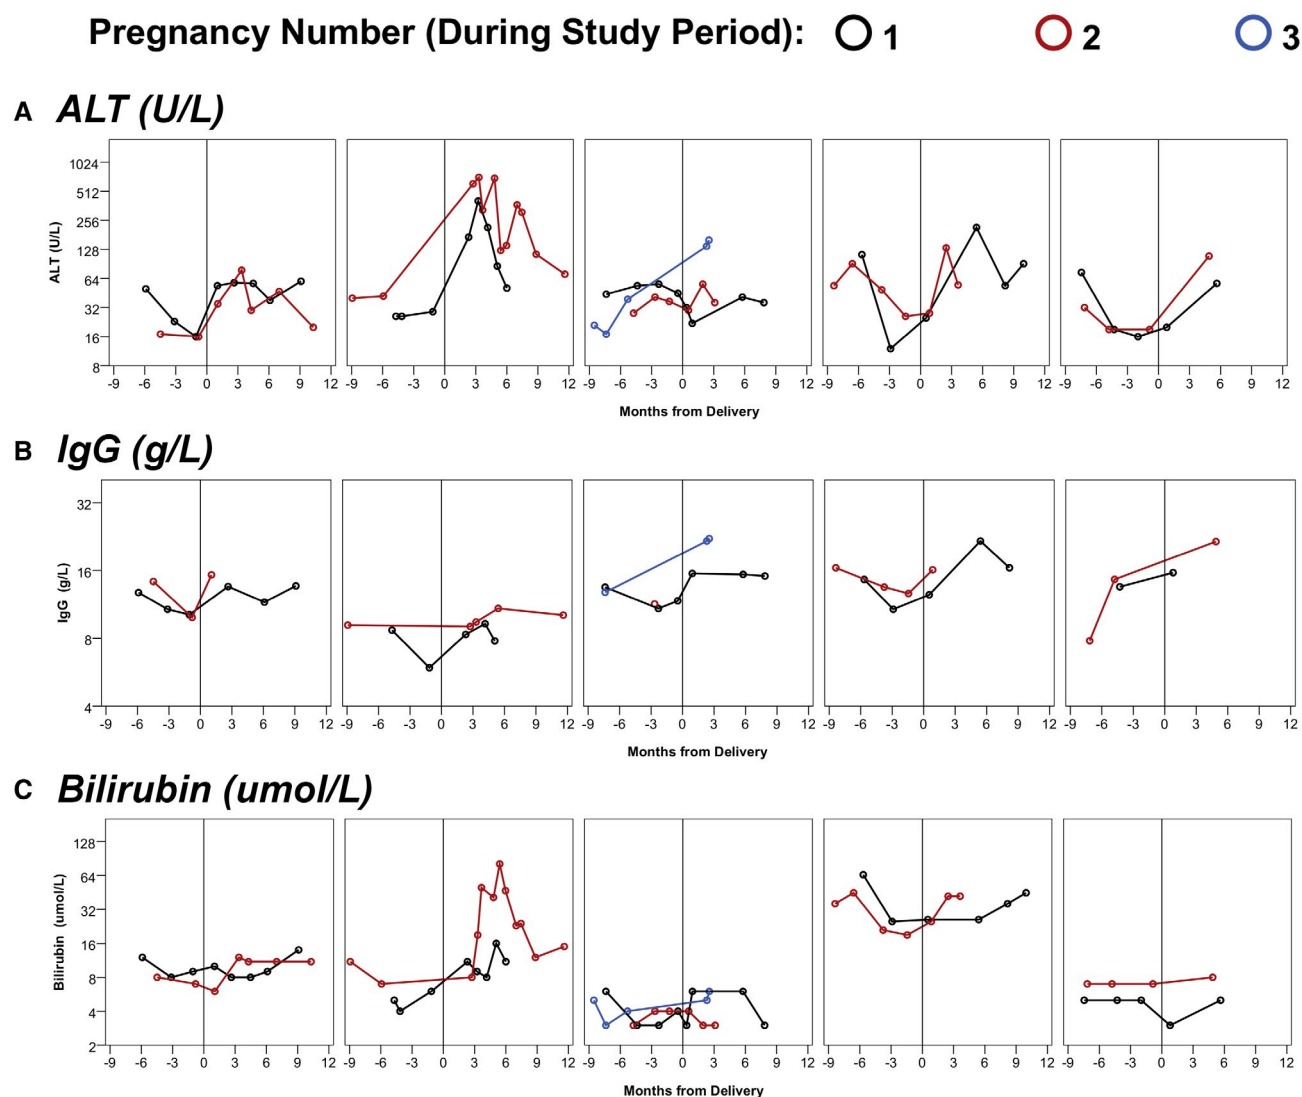 Pregnancy Number (During Study Period): 1 2 3
A ALT (U/L)
ALT (U/L)
1024
512
256
128
64
32
16
8
-9 -6 -3 0 3 6 9 12 -9 -6 -3 0 3 6 9 12 -9 -6 -3 0 3 6 9 12 -9 -6 -3 0 3 6 9 12 -9 -6 -3 0 3 6 9 12
Months from Delivery
B IgG (g/L)
IgG (g/L)
32
16
8
4
-9 -6 -3 0 3 6 9 12 -9 -6 -3 0 3 6 9 12 -9 -6 -3 0 3 6 9 12 -9 -6 -3 0 3 6 9 12 -9 -6 -3 0 3 6 9 12
Months from Delivery
C Bilirubin (umol/L)
Bilirubin (umol/L)
128
64
32
16
8
4
2
-9 -6 -3 0 3 6 9 12 -9 -6 -3 0 3 6 9 12 -9 -6 -3 0 3 6 9 12 -9 -6 -3 0 3 6 9 12 -9 -6 -3 0 3 6 9 12
Months from Delivery